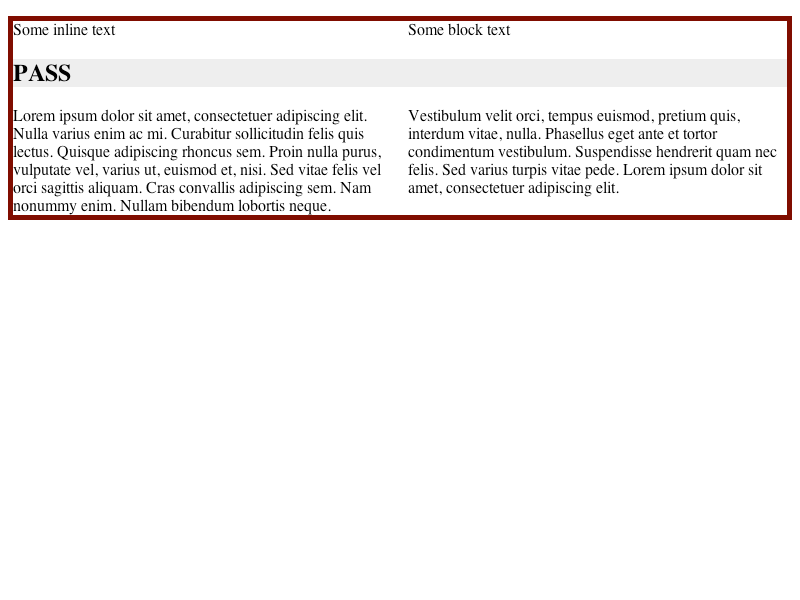 Some inline text
Some block text
PASS
Lorem ipsum dolor sit amet, consectetuer adipiscing elit.
Nulla varius enim ac mi. Curabitur sollicitudin felis quis
lectus. Quisque adipiscing rhoncus sem. Proin nulla purus,
vulputate vel, varius ut, euismod et, nisi. Sed vitae felis vel
orci sagittis aliquam. Cras convallis adipiscing sem. Nam
nonummy enim. Nullam bibendum lobortis neque.
Vestibulum velit orci, tempus euismod, pretium quis,
interdum vitae, nulla. Phasellus eget ante et tortor
condimentum vestibulum. Suspendisse hendrerit quam nec
felis. Sed varius turpis vitae pede. Lorem ipsum dolor sit
amet, consectetuer adipiscing elit.